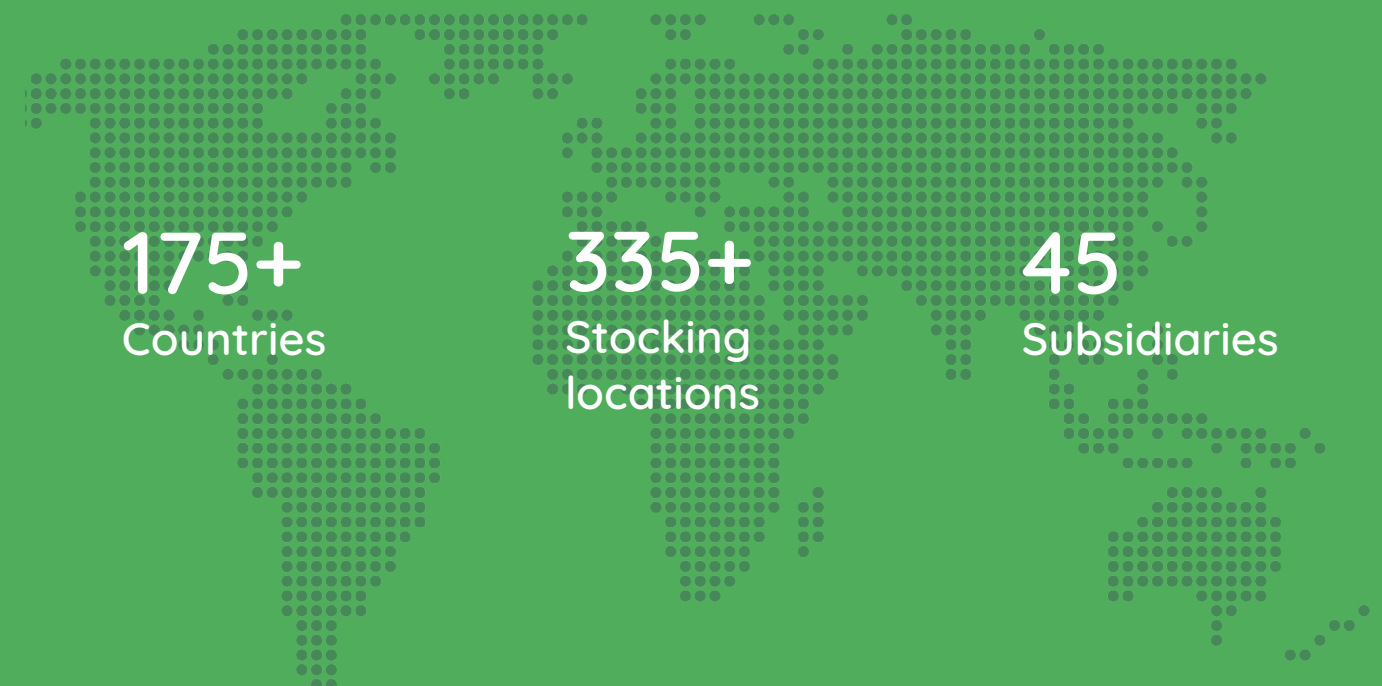 175+
Countries
335+
Stocking
locations
45
Subsidiaries